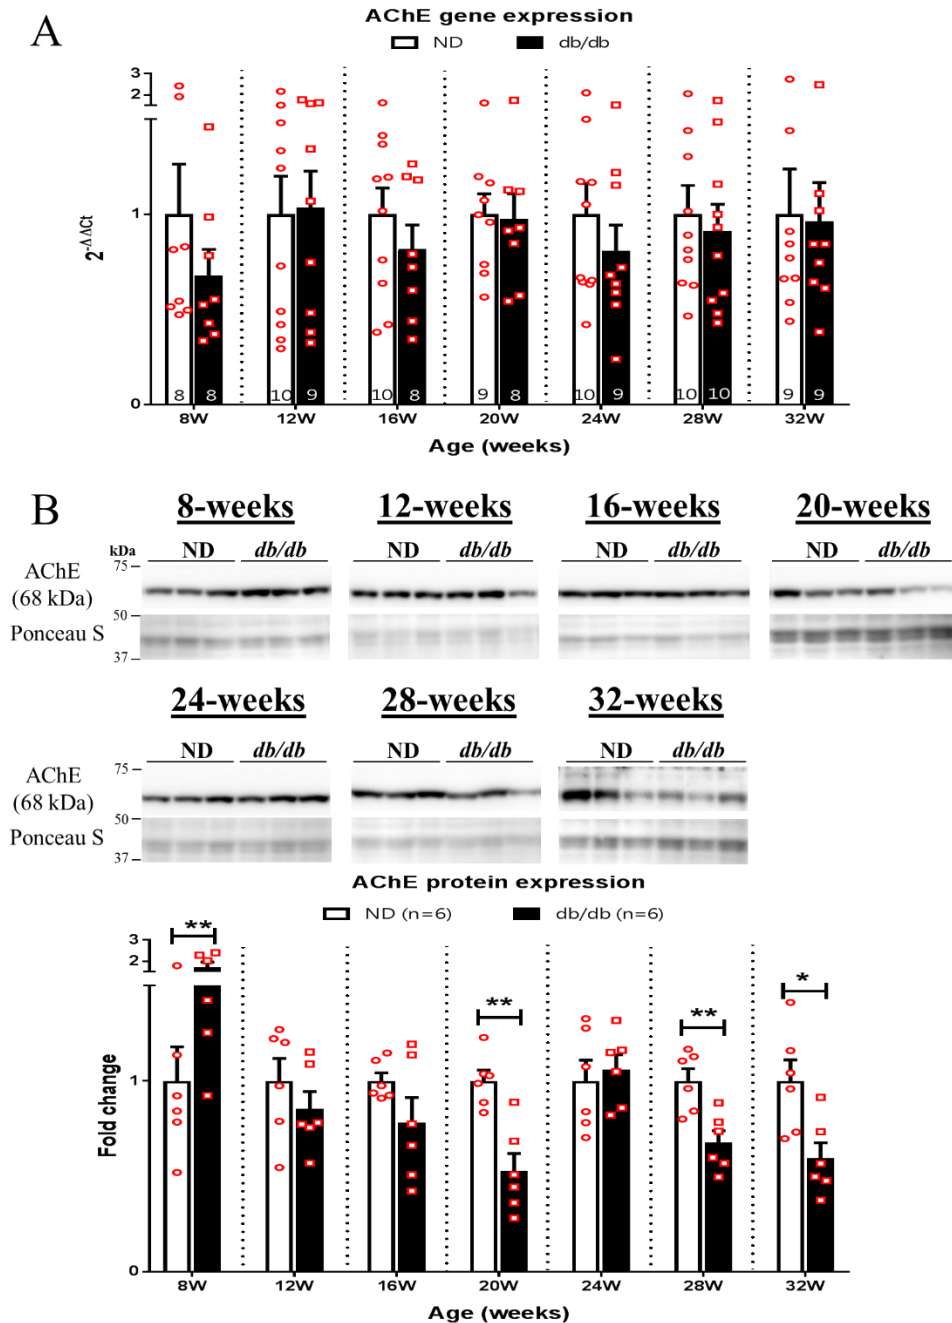 A
AChE gene expression
ND db/db
3
2
1
0
2^-ΔΔCt
8 8 10 9 10 8 9 8 10 9 10 10 9 9
8W 12W 16W 20W 24W 28W 32W
Age (weeks)
B
8-weeks 12-weeks 16-weeks 20-weeks
ND db/db ND db/db ND db/db ND db/db
kDa
75
AChE
(68 kDa)
50
Ponceau S
37
24-weeks 28-weeks 32-weeks
ND db/db ND db/db ND db/db
75
AChE
(68 kDa)
50
Ponceau S
37
AChE protein expression
ND (n=6) db/db (n=6)
** ** ** *
3
2
1
0
Fold change
8W 12W 16W 20W 24W 28W 32W
Age (weeks)